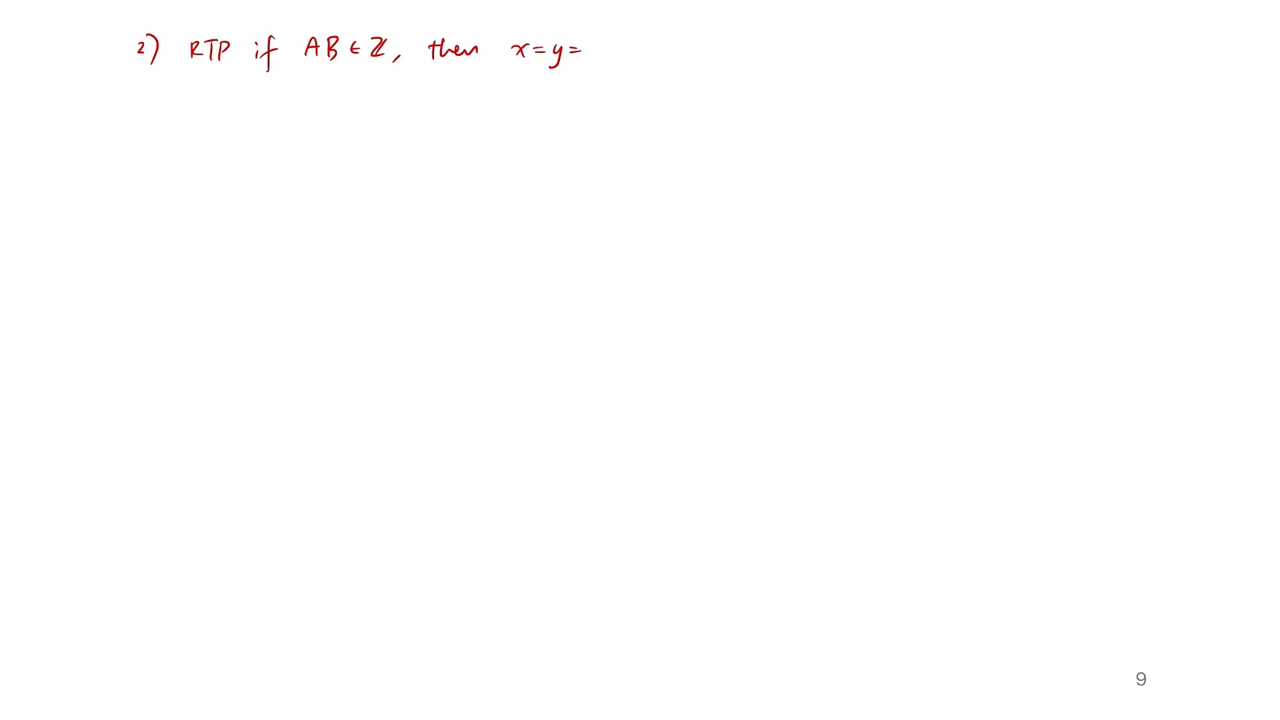 2) RTP if AB ∈ ℤ, then x=y=
9